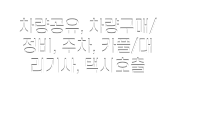 차량공유, 차량구매/
정비, 주차, 카풀/대
리기사, 택시호출